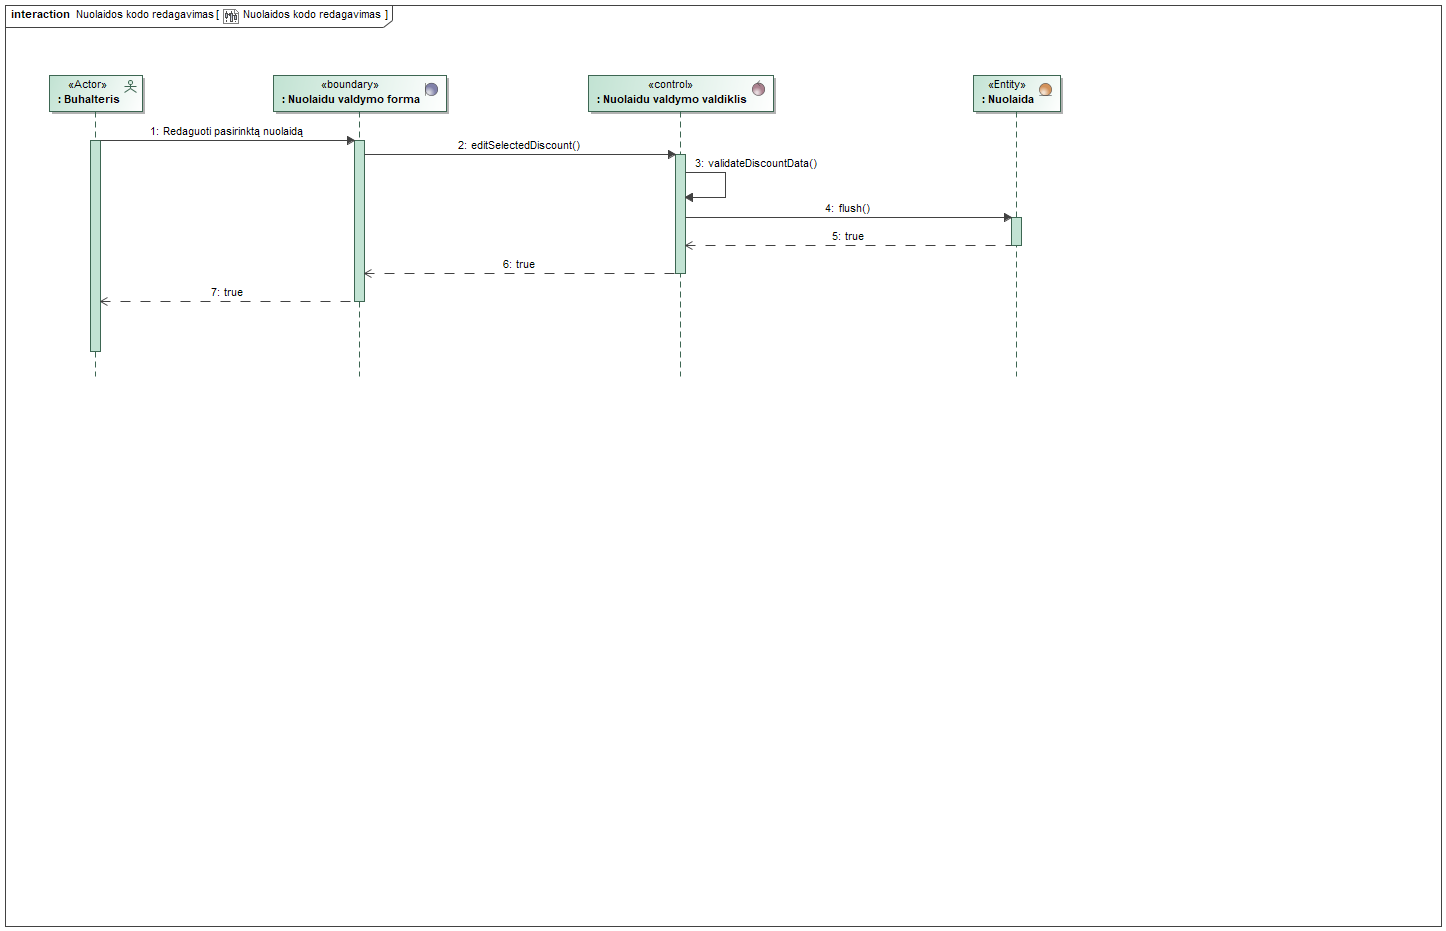 interaction Nuolaidos kodo redagavimas [ Nuolaidos kodo redagavimas ]
«Actor»
: Buhalteris
«boundary»
: Nuolaidu valdymo forma
«control»
: Nuolaidu valdymo valdiklis
«Entity»
: Nuolaida
1: Redaguoti pasirinktą nuolaidą
2: editSelectedDiscount()
3: validateDiscountData()
4: flush()
5: true
6: true
7: true